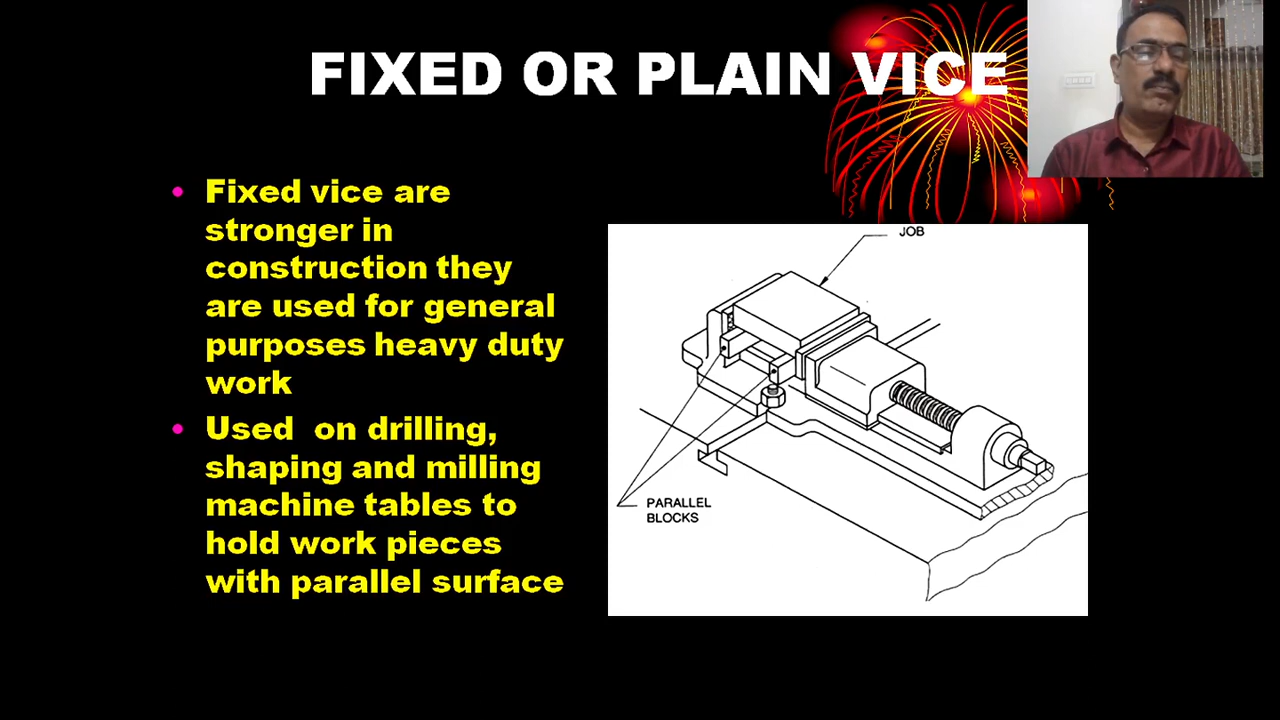 FIXED OR PLAIN VICE
• Fixed vice are
stronger in
construction they
are used for general
purposes heavy duty
work
• Used on drilling,
shaping and milling
machine tables to
hold work pieces
with parallel surface
JOB
PARALLEL
BLOCKS